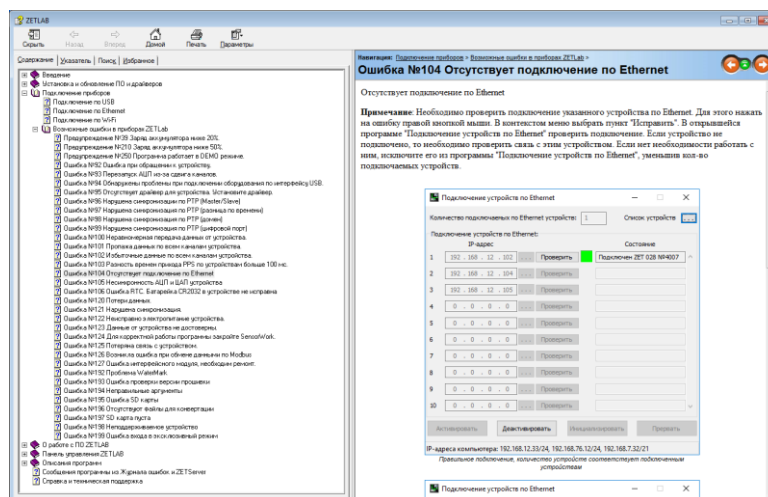 ZETLAB
Скрыть Назад Вперед Домой Печать Параметры
Содержание Указатель Поиск Избранное
Введение
Установка и обновление ПО и драйверов
Подключение приборов
Подключение по USB
Подключение по Ethernet
Подключение по Wi-Fi
Возможные ошибки в приборах ZETLab
Предупреждение №39 Заряд аккумулятора ниже 20%
Предупреждение №210 Заряд аккумулятора ниже 50%
Предупреждение №250 Программа работает в DEMO режиме.
Ошибка №92 Ошибка при обращении к устройству.
Ошибка №93 Перезапуск АЦП из-за сдвига каналов.
Ошибка №94 Обнаружены проблемы при подключении оборудования по интерфейсу USB.
Ошибка №95 Отсутствует драйвер для устройства. Установите драйвер.
Ошибка №96 Нарушена синхронизация по PTP (Master/Slave)
Ошибка №97 Нарушена синхронизация по PTP (разница по времени)
Ошибка №98 Нарушена синхронизация по PTP (домен)
Ошибка №99 Нарушена синхронизация по PTP (цифровой порт)
Ошибка №100 Неравномерная передача данных от устройства.
Ошибка №101 Пропажа данных по всем каналам устройства.
Ошибка №102 Избыточные данные по всем каналам устройства.
Ошибка №103 Разность времен прихода PPS по устройствам больше 100 нс.
Ошибка №104 Отсутствует подключение по Ethernet
Ошибка №105 Несинхронность АЦП и ЦАП устройства
Ошибка №106 Ошибка RTC. Батарейка CR2032 в устройстве не исправна
Ошибка №120 Потеря данных.
Ошибка №121 Нарушена синхронизация.
Ошибка №122 Неисправно электропитание устройства.
Ошибка №123 Данные от устройства не достоверны.
Ошибка №124 Для корректной работы программы закройте SensorWork.
Ошибка №125 Потеряна связь с устройством.
Ошибка №126 Возникла ошибка при обмене данными по Modbus
Ошибка №127 Ошибка интерфейсного модуля, необходим ремонт.
Ошибка №192 Проблема WaterMark
Ошибка №193 Ошибка проверки версии прошивки
Ошибка №194 Неправильные аргументы
Ошибка №195 Ошибка SD карты
Ошибка №196 Отсутствуют файлы для конвертации
Ошибка №197 SD карта пуста
Ошибка №198 Неподдерживаемое устройство
Ошибка №199 Ошибка входа в эксклюзивный режим
О работе с ПО ZETLAB
Панель управления ZETLAB
Описания программ
Сообщения программы из Журнала ошибок и ZETServer
Справка и техническая поддержка
Навигация: Подключение приборов > Возможные ошибки в приборах ZETLab >
Ошибка №104 Отсутствует подключение по Ethernet
Отсутствует подключение по Ethernet
Примечание: Необходимо проверить подключение указанного устройства по Ethernet. Для этого нажать
на ошибку правой кнопкой мыши. В контекстом меню выбрать пункт "Исправить". В открывшейся
программе "Подключение устройств по Ethernet" проверить подключение. Если устройство не
подключено, то необходимо проверить связь с этим устройством. Если нет необходимости работать с
ним, исключите его из программы "Подключение устройств по Ethernet", уменьшив кол-во
подключаемых устройств.
Подключение устройств по Ethernet
Количество подключаемых по Ethernet устройств: 1 Список устройств ...
Подключение устройств по Ethernet:
IP-адрес Состояние
1 192 . 168 . 12 . 102 ... Проверить Подключен ZET 028 №4007
2 192 . 168 . 12 . 104 ... Проверить
3 192 . 168 . 12 . 105 ... Проверить
4 0 . 0 . 0 . 0 ... Проверить
5 0 . 0 . 0 . 0 ... Проверить
6 0 . 0 . 0 . 0 ... Проверить
7 0 . 0 . 0 . 0 ... Проверить
8 0 . 0 . 0 . 0 ... Проверить
9 0 . 0 . 0 . 0 ... Проверить
10 0 . 0 . 0 . 0 ... Проверить
Активировать Деактивировать Инициализировать Прервать
IP-адреса компьютера: 192.168.12.33/24, 192.168.76.12/24, 192.168.7.32/21
Правильное подключение, количество устройств соответствует подключенным
устройствам
Подключение устройств по Ethernet